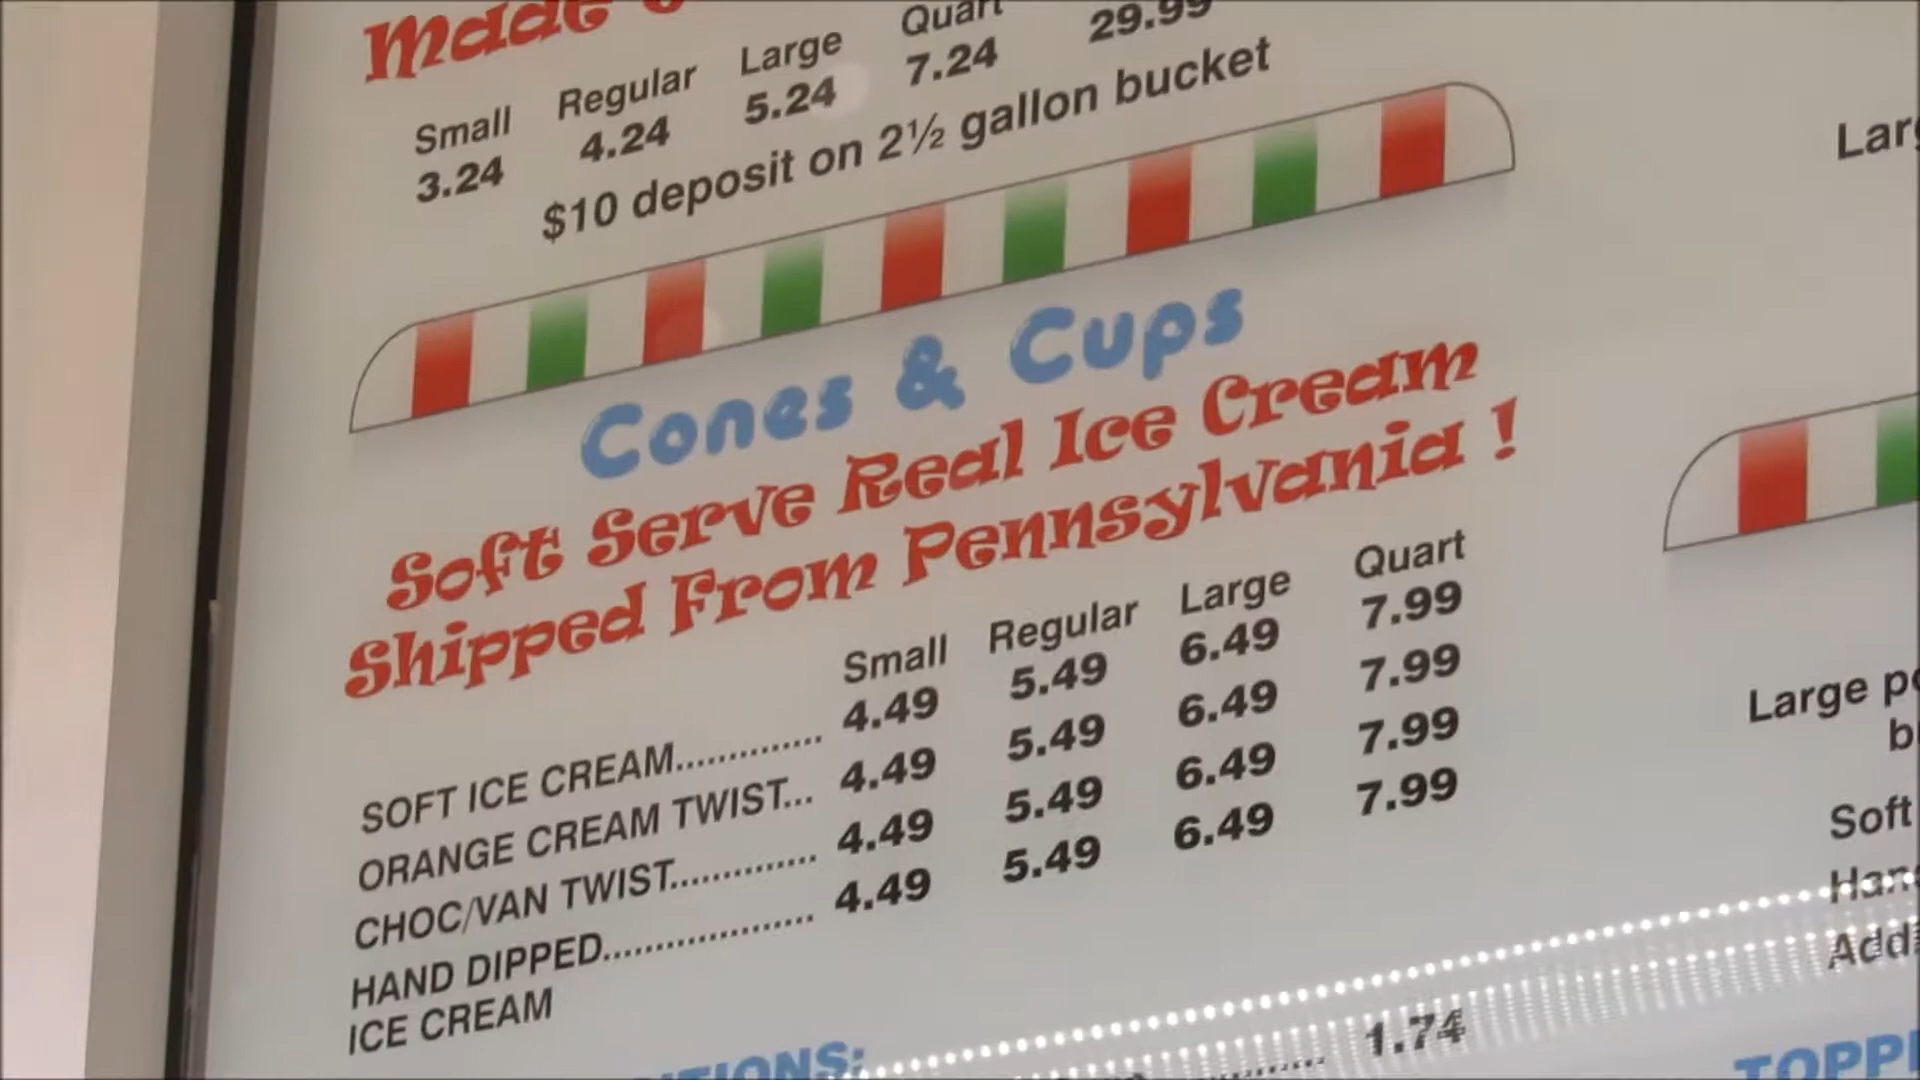 Made
Small Regular Large Quart
3.24 4.24 5.24 7.24 29.99
$10 deposit on 2½ gallon bucket
Cones & Cups
Soft Serve Real Ice Cream
Shipped From Pennsylvania !
Small Regular Large Quart
SOFT ICE CREAM............. 4.49 5.49 6.49 7.99
ORANGE CREAM TWIST... 4.49 5.49 6.49 7.99
CHOC/VAN TWIST............. 4.49 5.49 6.49 7.99
HAND DIPPED.................... 4.49 5.49 6.49 7.99
ICE CREAM
1.74
Large
Soft